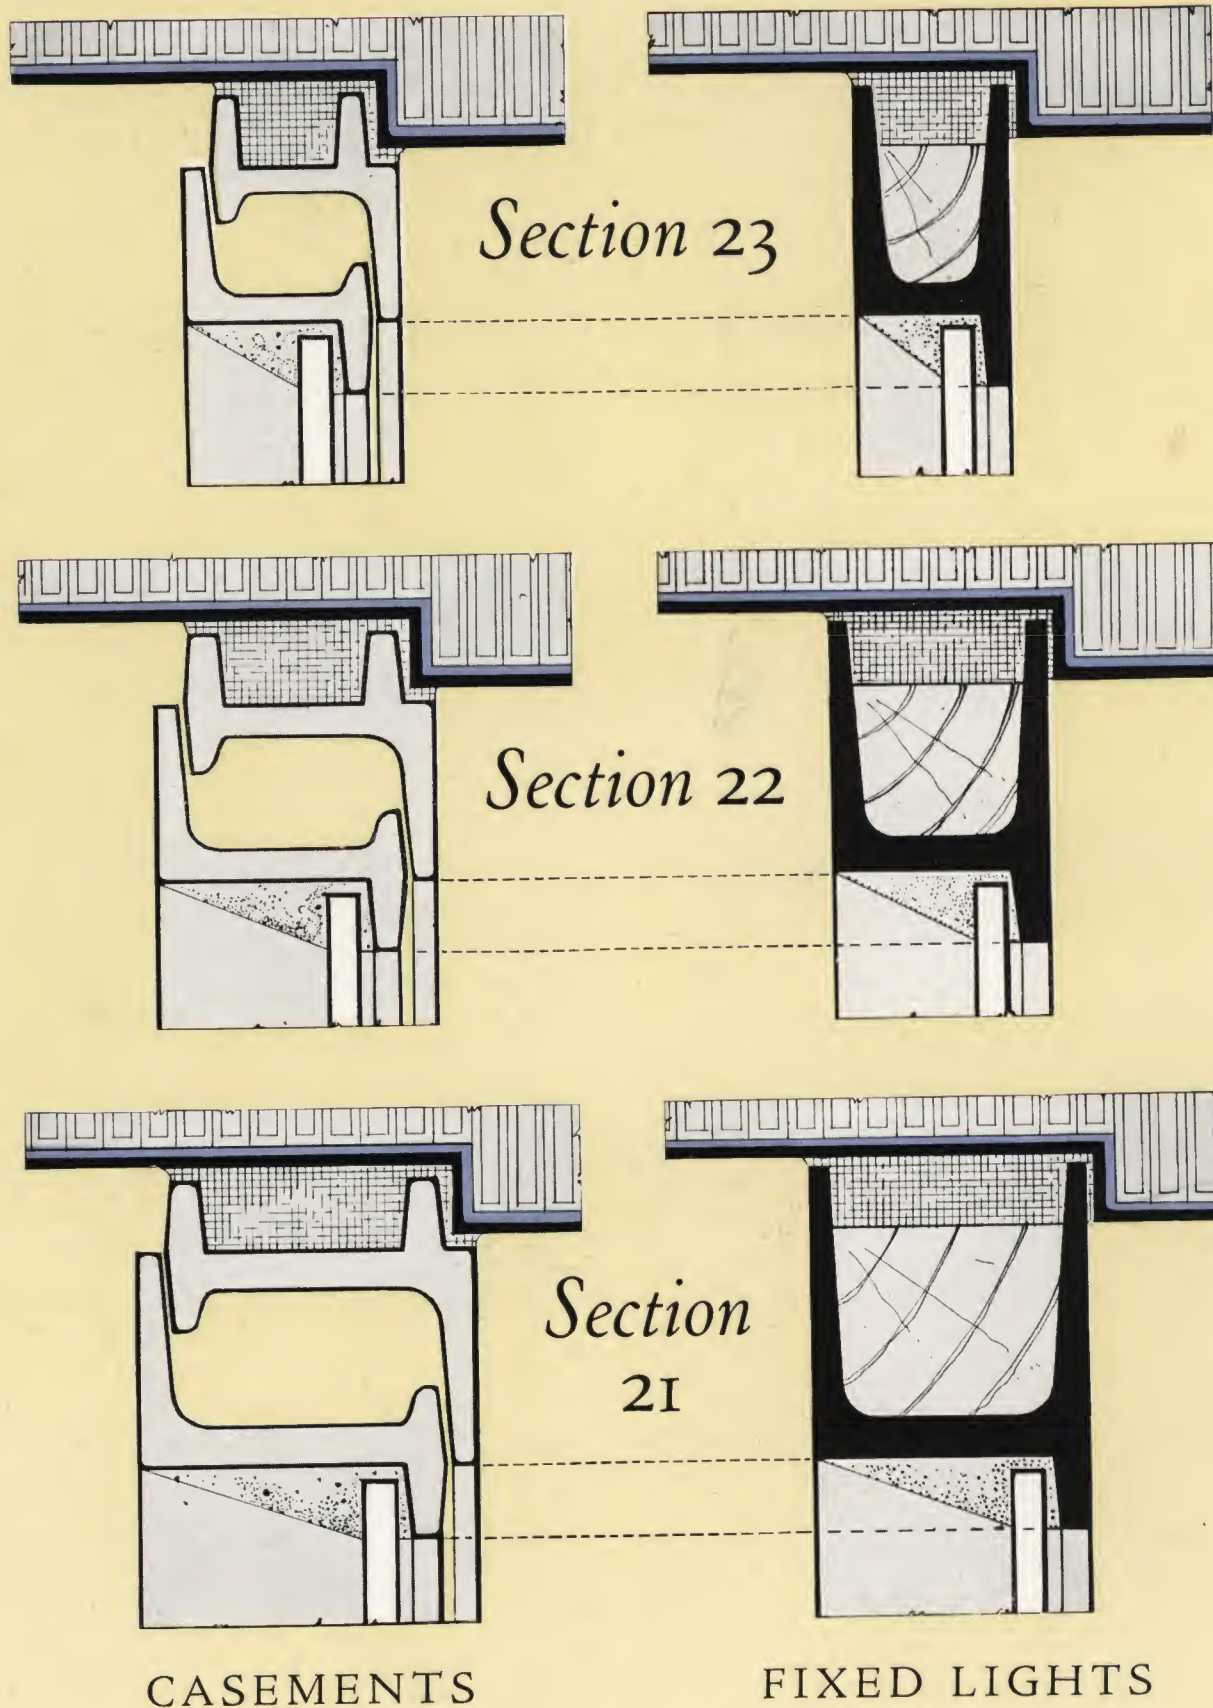 Section 23
Section 22
Section
21
CASEMENTS
FIXED LIGHTS